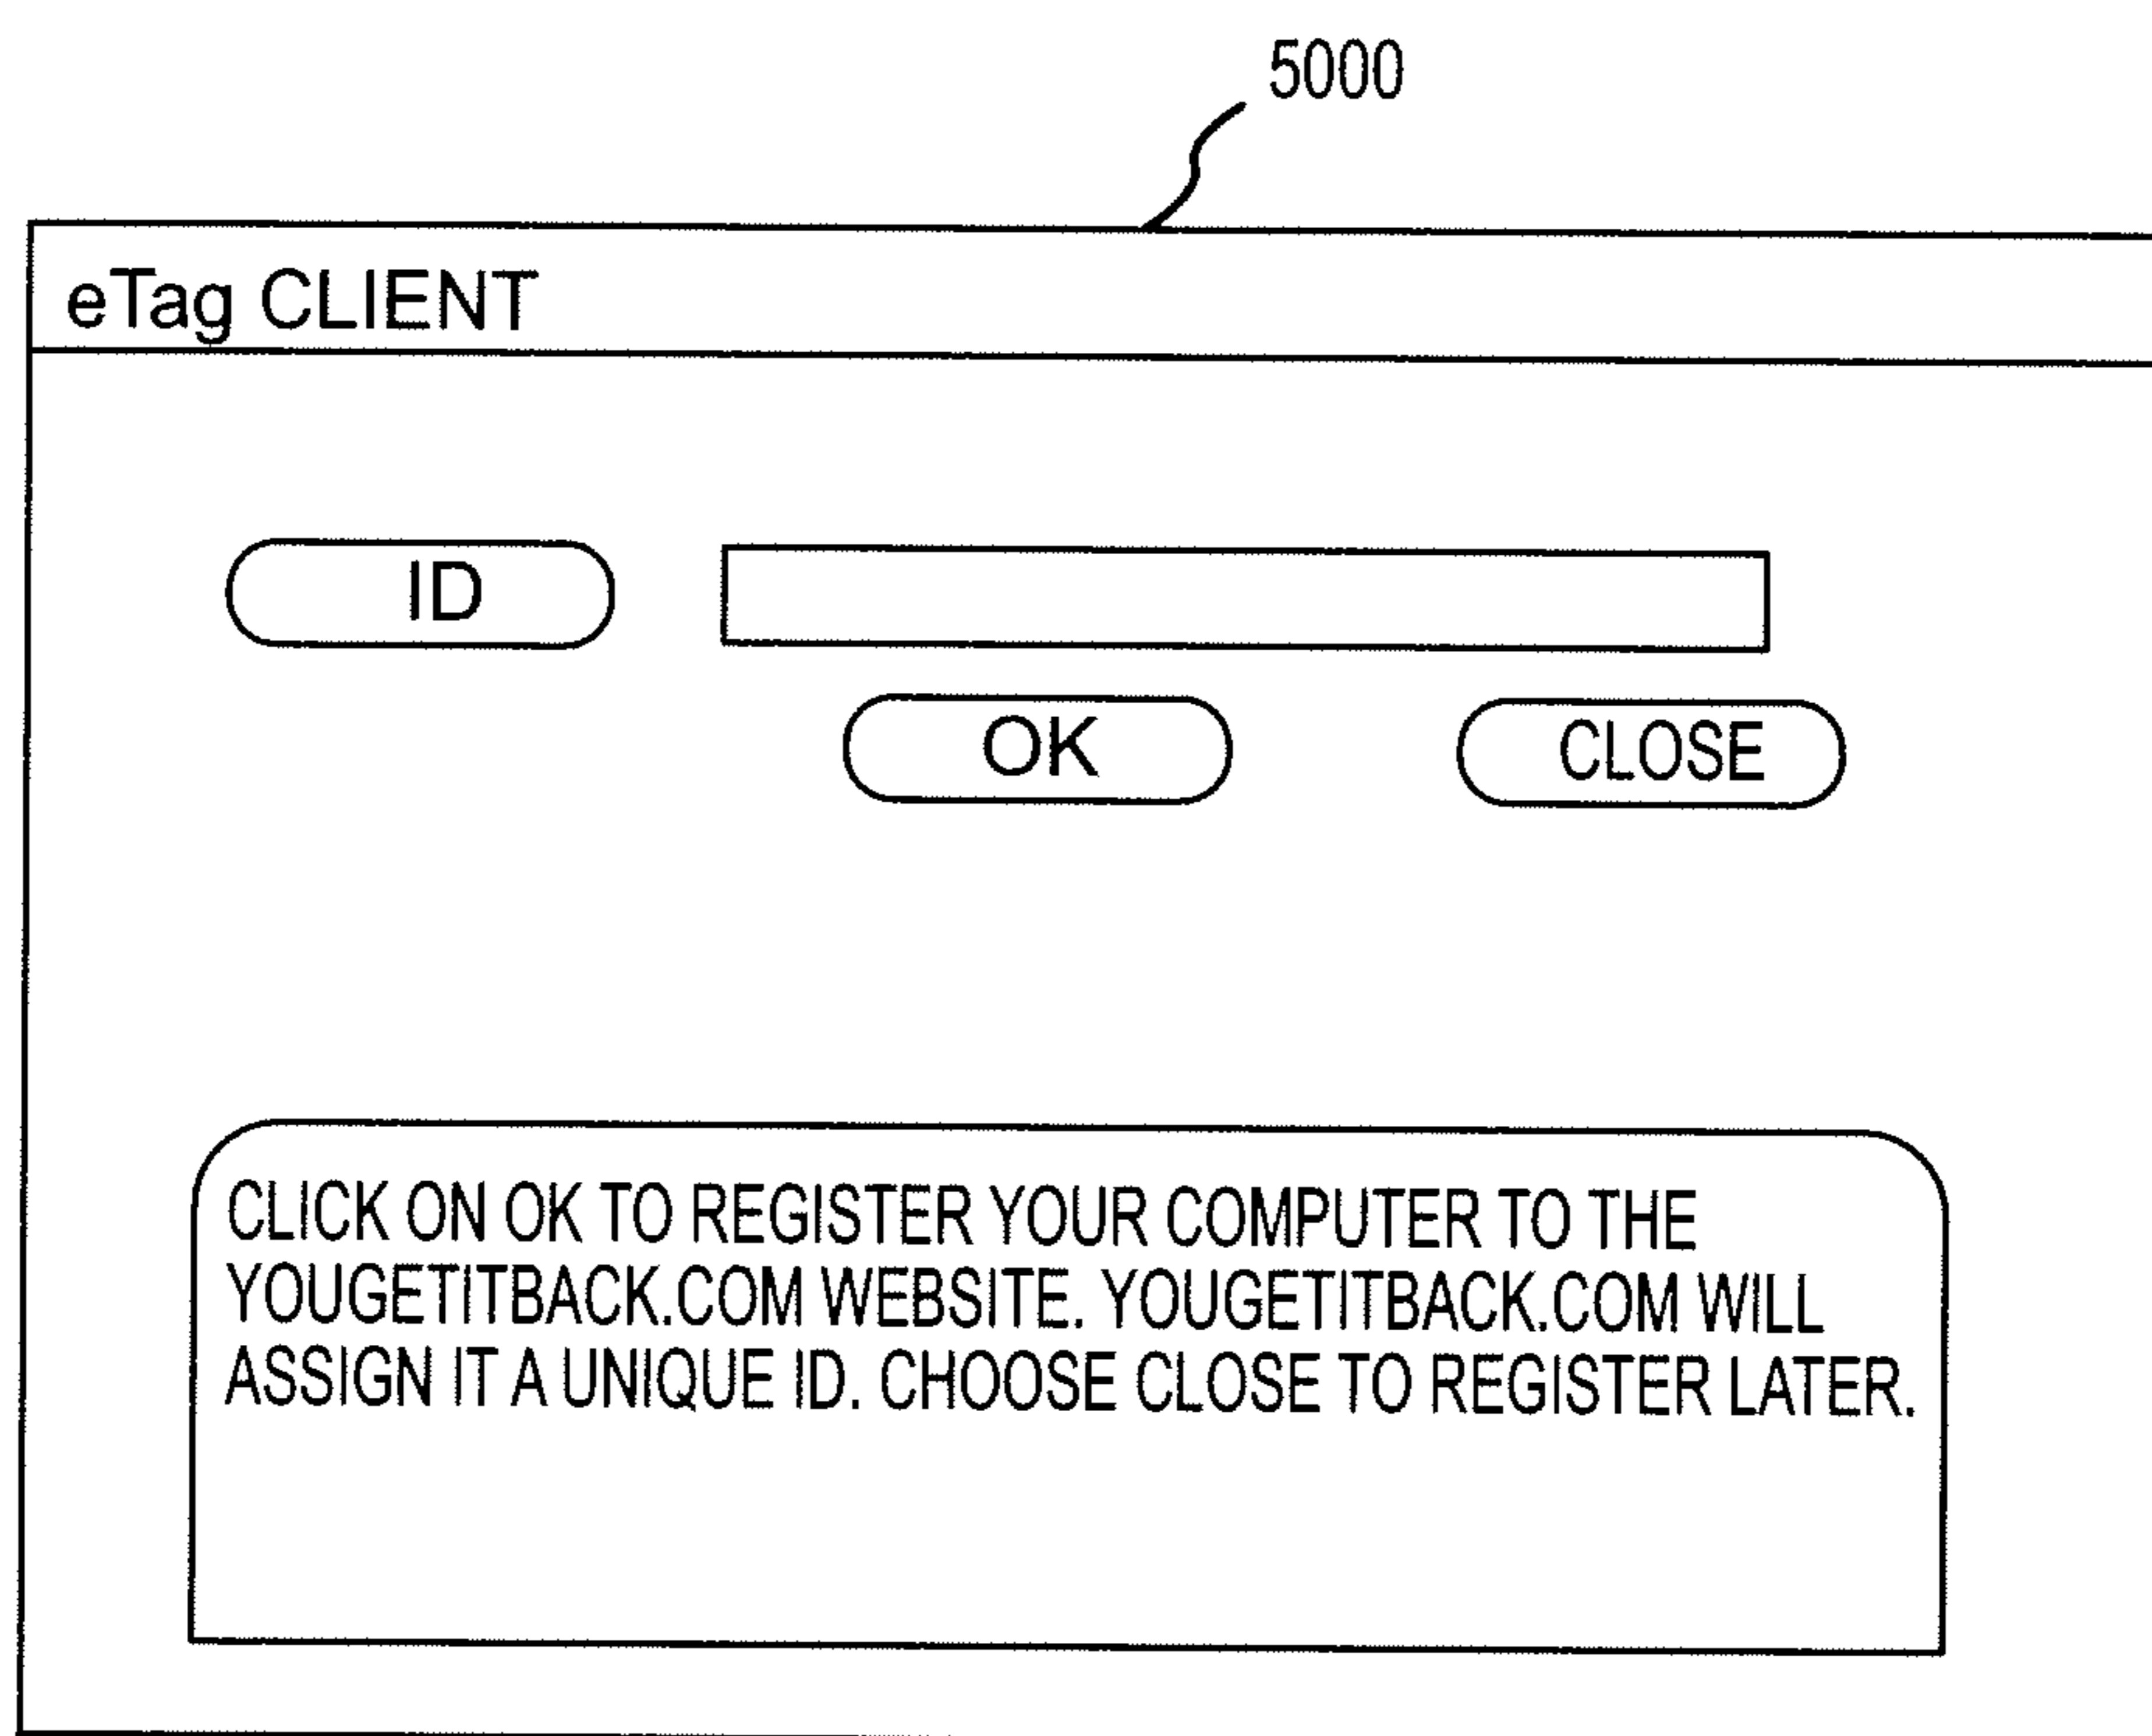 5000
eTag CLIENT
ID
OK CLOSE
CLICK ON OK TO REGISTER YOUR COMPUTER TO THE
YOUGETITBACK.COM WEBSITE. YOUGETITBACK.COM WILL
ASSIGN IT A UNIQUE ID. CHOOSE CLOSE TO REGISTER LATER.